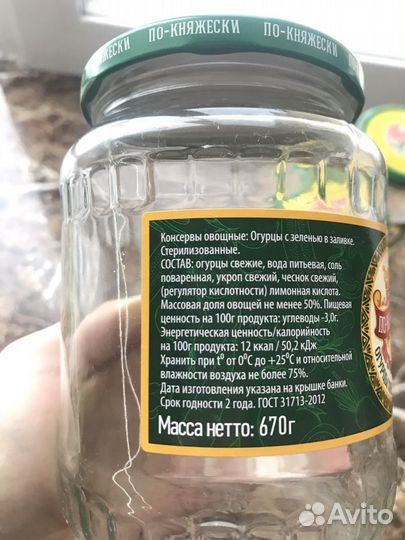 ПО-КНЯЖЕСКИ ПО-КНЯЖЕСКИ
Консервы овощные: Огурцы с зеленью в заливке.
Стерилизованные.
СОСТАВ: огурцы свежие, вода питьевая, соль
поваренная, укроп свежий, чеснок свежий,
(регулятор кислотности) лимонная кислота.
Массовая доля овощей не менее 50%. Пищевая
ценность на 100г продукта: углеводы -3,0г.
Энергетическая ценность/калорийность
на 100г продукта: 12 ккал / 50,2 кДж
Хранить при t° от 0°С до +25°С и относительной
влажности воздуха не более 75%.
Дата изготовления указана на крышке банки.
Срок годности 2 года. ГОСТ 31713-2012
Масса нетто: 670г
Avito